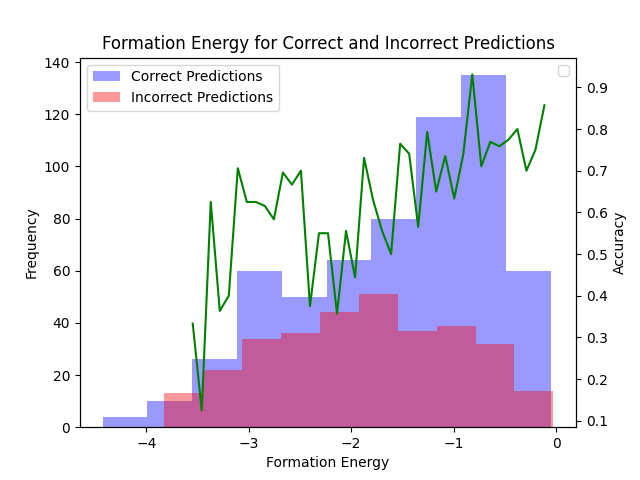 Formation Energy for Correct and Incorrect Predictions
Correct Predictions
Incorrect Predictions
140
120
100
80
60
40
20
0
Frequency
0.9
0.8
0.7
0.6
0.5
0.4
0.3
0.2
0.1
Accuracy
−4 −3 −2 −1 0
Formation Energy